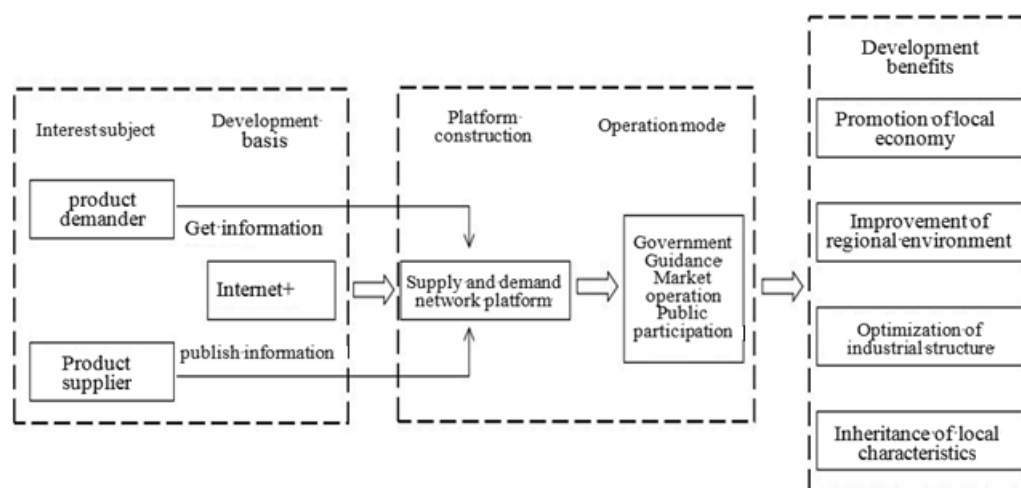 Interest subject
Development
basis
product
demander
Get information
Internet+
publish information
Product
supplier
Platform
construction
Operation mode
Supply and demand
network platform
Government
Guidance
Market
operation
Public
participation
Development
benefits
Promotion of local
economy
Improvement of
regional environment
Optimization of
industrial structure
Inheritance of local
characteristics